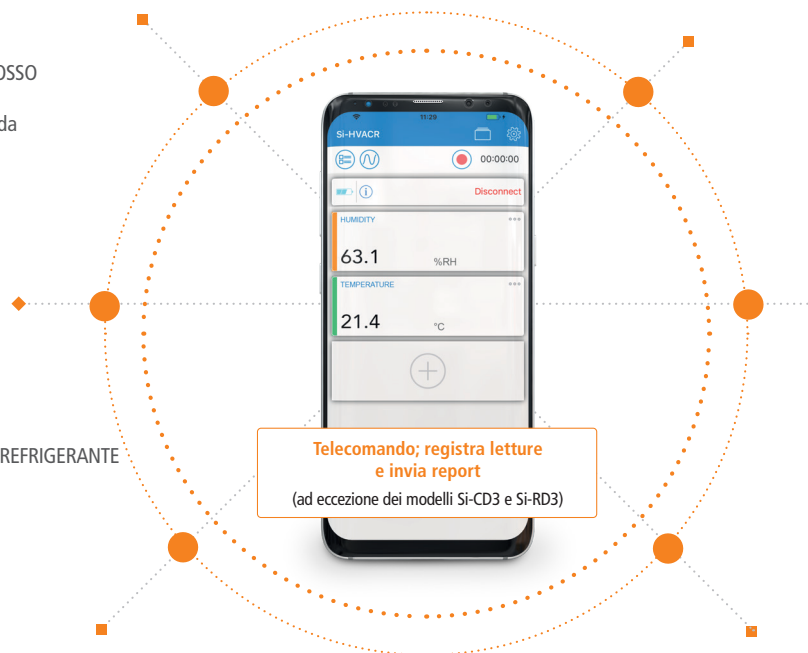 OSSO
da
11:29
Si-HVACR
00:00:00
Disconnect
HUMIDITY
63.1 %RH
TEMPERATURE
21.4 °C
REFRIGERANTE
Telecomando; registra letture
e invia report
(ad eccezione dei modelli Si-CD3 e Si-RD3)